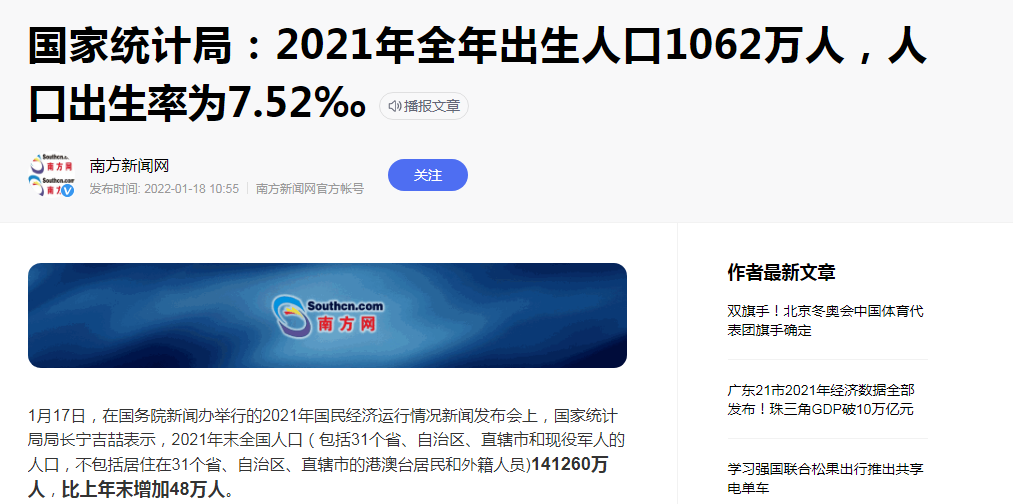 国家统计局：2021年全年出生人口1062万人，人
口出生率为7.52‰
播报文章
Southcn.c
南方网
Southcn.com
南方
南方新闻网
发布时间: 2022-01-18 10:55
南方新闻网官方帐号
关注
Southcn.com
南方网
1月17日，在国务院新闻办举行的2021年国民经济运行情况新闻发布会上，国家统计
局局长宁吉喆表示，2021年末全国人口（包括31个省、自治区、直辖市和现役军人的
人口，不包括居住在31个省、自治区、直辖市的港澳台居民和外籍人员)141260万
人，比上年末增加48万人。
作者最新文章
双旗手！北京冬奥会中国体育代
表团旗手确定
广东21市2021年经济数据全部
发布！珠三角GDP破10万亿元
学习强国联合松果出行推出共享
电单车